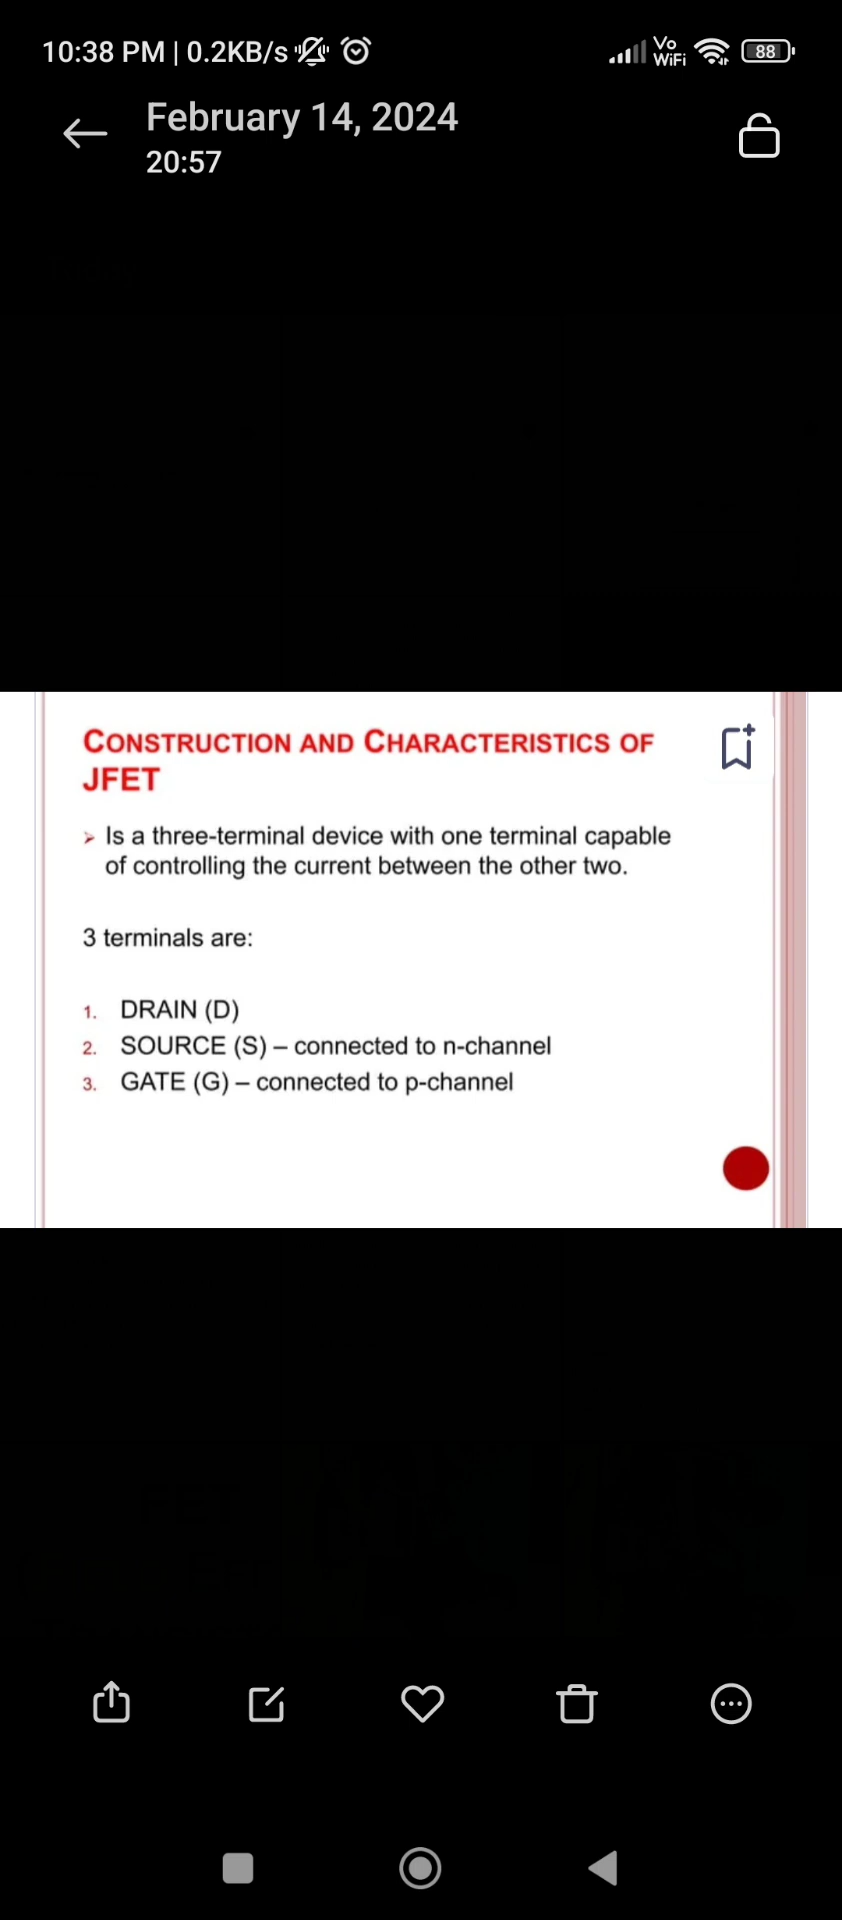 10:38 PM | 0.2KB/s
Vo
WiFi
88
February 14, 2024
20:57
CONSTRUCTION AND CHARACTERISTICS OF
JFET
➢ Is a three-terminal device with one terminal capable
of controlling the current between the other two.
3 terminals are:
1. DRAIN (D)
2. SOURCE (S) – connected to n-channel
3. GATE (G) – connected to p-channel